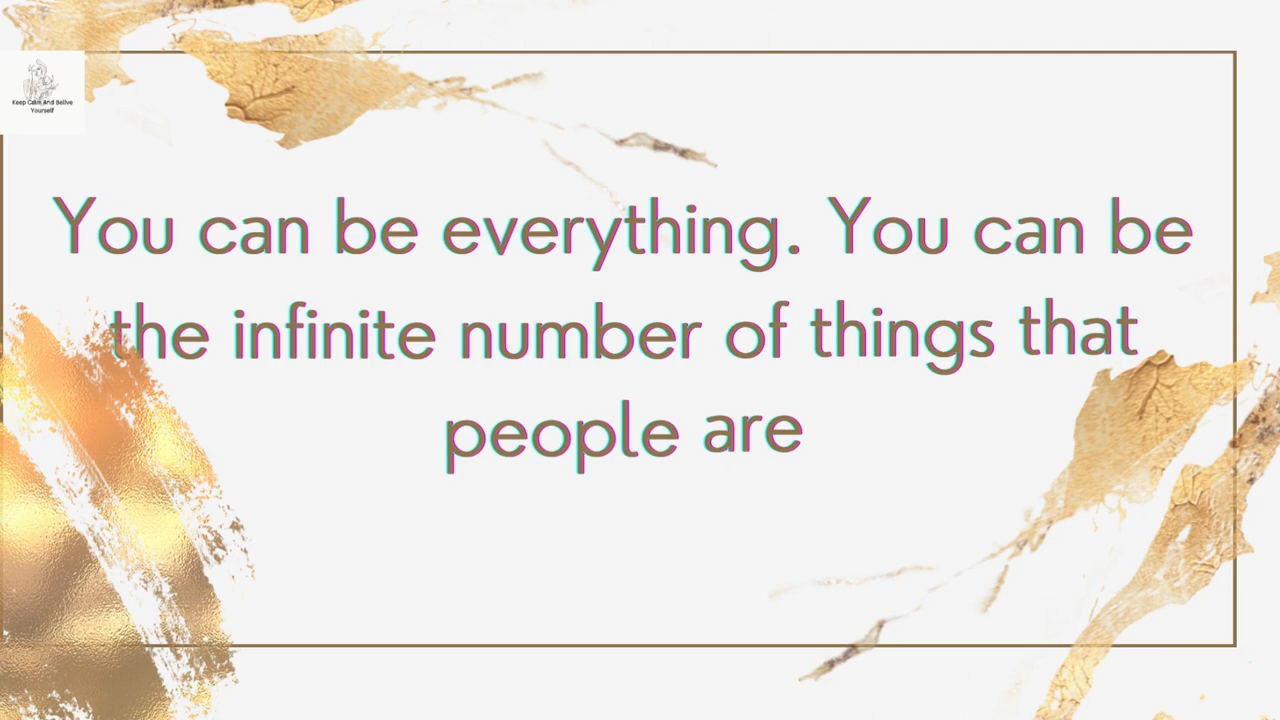 Keep Calm And Belive
Yourself
You can be everything. You can be
the infinite number of things that
people are